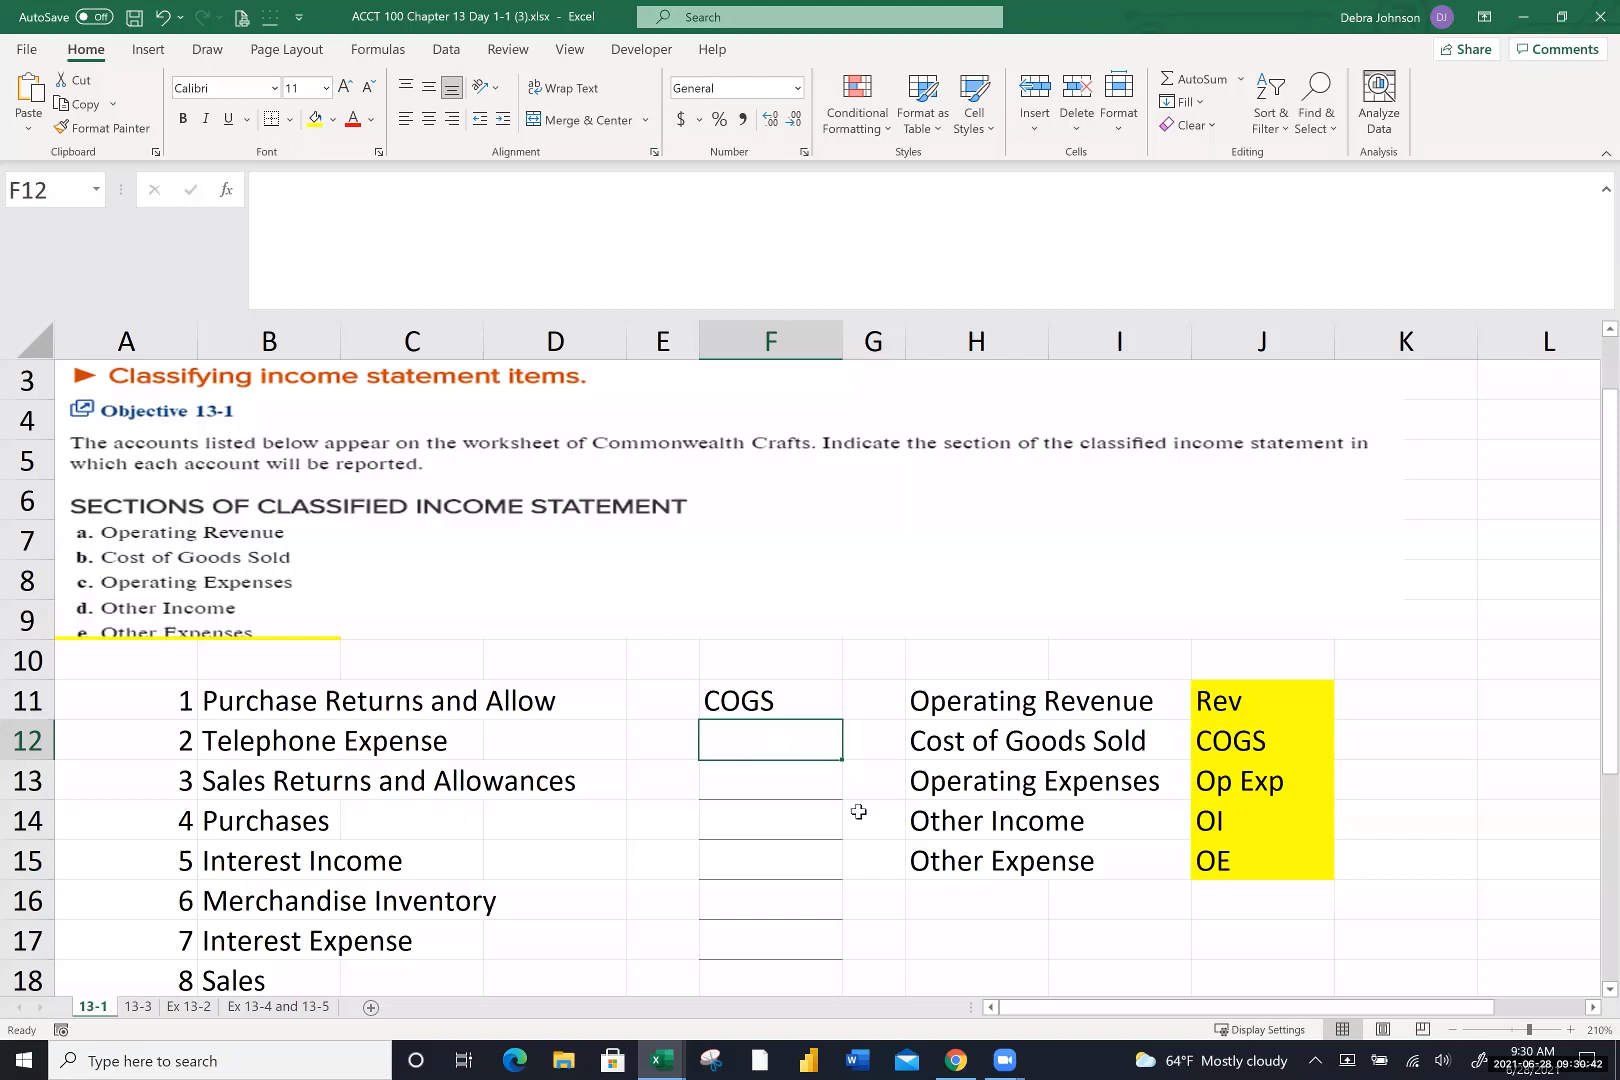 AutoSave Off ACCT 100 Chapter 13 Day 1-1 (3).xlsx - Excel Search Debra Johnson DJ
File Home Insert Draw Page Layout Formulas Data Review View Developer Help Share Comments
Paste Cut Copy Format Painter
Calibri 11 Wrap Text General
B I U A Merge & Center $ % 9
Conditional Formatting Format as Table Cell Styles Insert Delete Format
AutoSum Fill Clear Sort & Filter Find & Select Analyze Data
Clipboard Font Alignment Number Styles Cells Editing Analysis
F12 fx
A B C D E F G H I J K L
3 Classifying income statement items.
4 Objective 13-1
5 The accounts listed below appear on the worksheet of Commonwealth Crafts. Indicate the section of the classified income statement in
which each account will be reported.
6 SECTIONS OF CLASSIFIED INCOME STATEMENT
7 a. Operating Revenue
b. Cost of Goods Sold
8 c. Operating Expenses
9 d. Other Income
e Other Expenses
10
11 1 Purchase Returns and Allow COGS Operating Revenue Rev
12 2 Telephone Expense Cost of Goods Sold COGS
13 3 Sales Returns and Allowances Operating Expenses Op Exp
14 4 Purchases Other Income OI
15 5 Interest Income Other Expense OE
16 6 Merchandise Inventory
17 7 Interest Expense
18 8 Sales
13-1 13-3 Ex 13-2 Ex 13-4 and 13-5
Ready Display Settings 210%
Type here to search 64°F Mostly cloudy 9:30 AM
2021-06-28 09:30:42